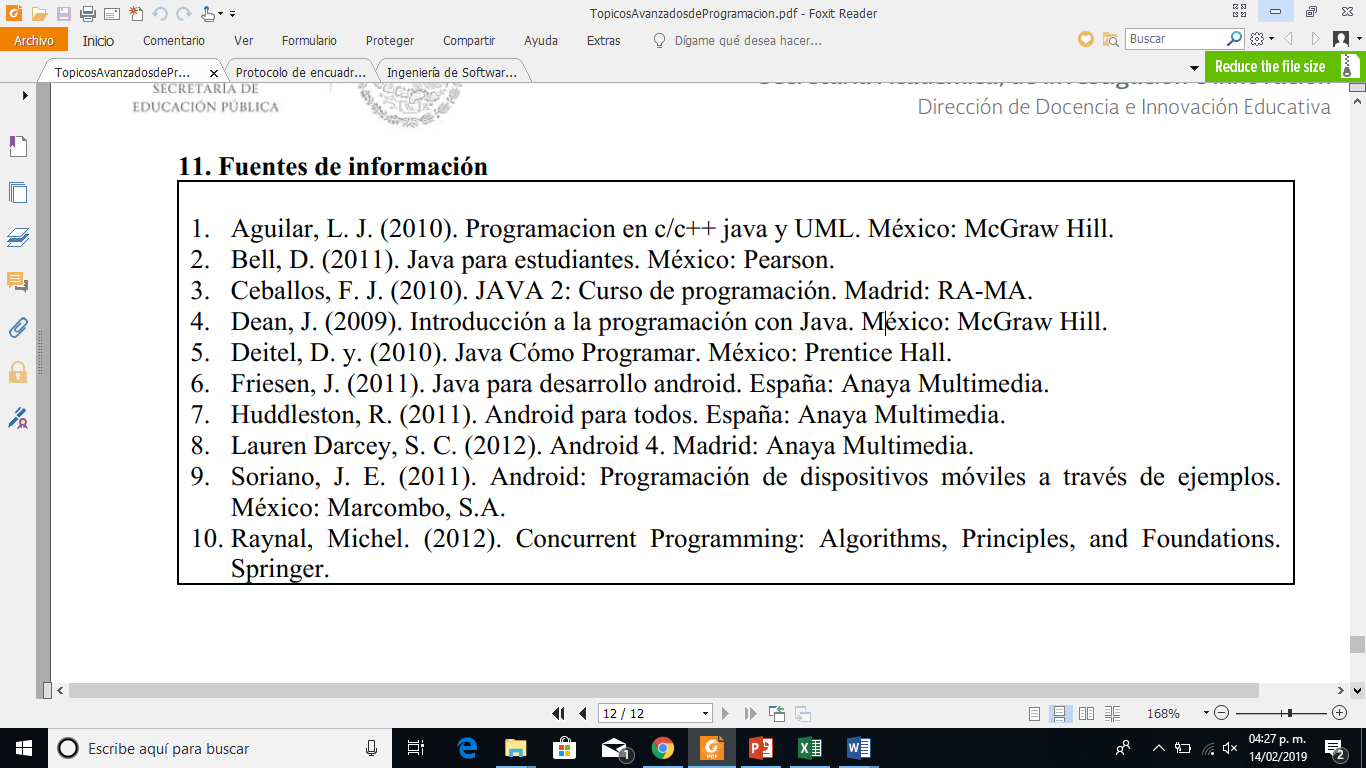 TopicosAvanzadosdeProgramacion.pdf - Foxit Reader
Archivo Inicio Comentario Ver Formulario Proteger Compartir Ayuda Extras Dígame qué desea hacer... Buscar
TopicosAvanzadosdePr... Protocolo de encuadr... Ingeniería de Softwar... Reduce the file size
SECRETARÍA DE
EDUCACIÓN PÚBLICA
Dirección de Docencia e Innovación Educativa
11. Fuentes de información
1. Aguilar, L. J. (2010). Programacion en c/c++ java y UML. México: McGraw Hill.
2. Bell, D. (2011). Java para estudiantes. México: Pearson.
3. Ceballos, F. J. (2010). JAVA 2: Curso de programación. Madrid: RA-MA.
4. Dean, J. (2009). Introducción a la programación con Java. México: McGraw Hill.
5. Deitel, D. y. (2010). Java Cómo Programar. México: Prentice Hall.
6. Friesen, J. (2011). Java para desarrollo android. España: Anaya Multimedia.
7. Huddleston, R. (2011). Android para todos. España: Anaya Multimedia.
8. Lauren Darcey, S. C. (2012). Android 4. Madrid: Anaya Multimedia.
9. Soriano, J. E. (2011). Android: Programación de dispositivos móviles a través de ejemplos.
México: Marcombo, S.A.
10. Raynal, Michel. (2012). Concurrent Programming: Algorithms, Principles, and Foundations.
Springer.
12 / 12 168%
Escribe aquí para buscar 1 04:27 p. m.
14/02/2019 2